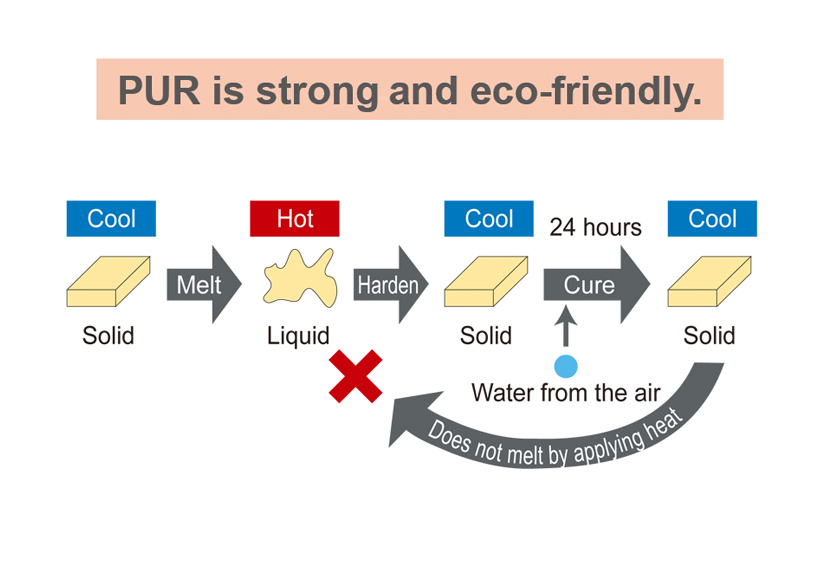 PUR is strong and eco-friendly.
Cool
Hot
Cool
24 hours
Cool
Melt
Harden
Cure
Solid
Liquid
Solid
Solid
Water from the air
Does not melt by applying heat